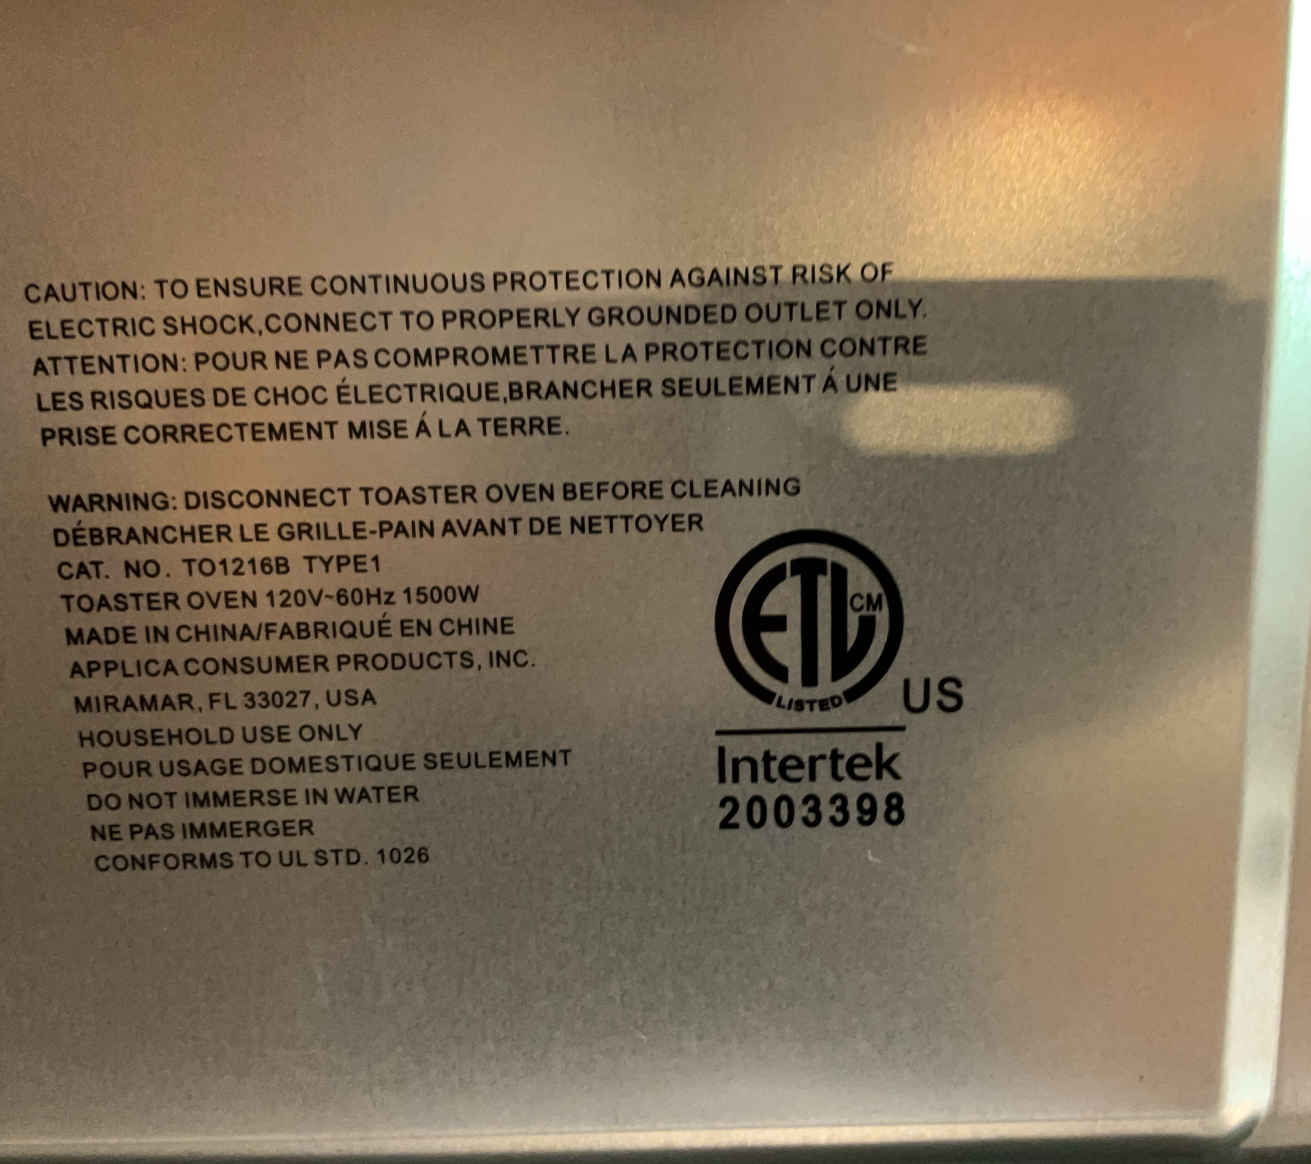 CAUTION: TO ENSURE CONTINUOUS PROTECTION AGAINST RISK OF
ELECTRIC SHOCK,CONNECT TO PROPERLY GROUNDED OUTLET ONLY.
ATTENTION: POUR NE PAS COMPROMETTRE LA PROTECTION CONTRE
LES RISQUES DE CHOC ÉLECTRIQUE,BRANCHER SEULEMENT Á UNE
PRISE CORRECTEMENT MISE Á LA TERRE.
WARNING: DISCONNECT TOASTER OVEN BEFORE CLEANING
DÉBRANCHER LE GRILLE-PAIN AVANT DE NETTOYER
CAT. NO. TO1216B TYPE1
TOASTER OVEN 120V~60Hz 1500W
MADE IN CHINA/FABRIQUÉ EN CHINE
APPLICA CONSUMER PRODUCTS, INC.
MIRAMAR, FL 33027, USA
HOUSEHOLD USE ONLY
POUR USAGE DOMESTIQUE SEULEMENT
DO NOT IMMERSE IN WATER
NE PAS IMMERGER
CONFORMS TO UL STD. 1026
ETL CM
LISTED
US
Intertek
2003398